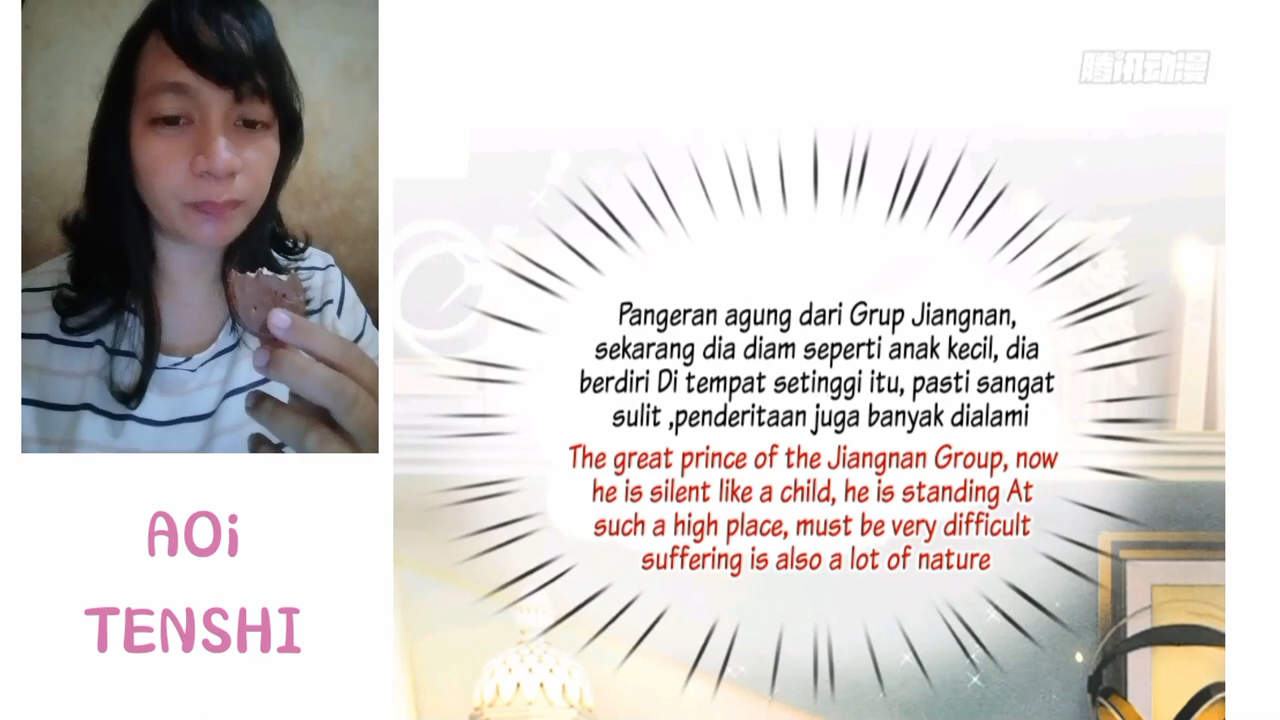 腾讯动漫
Pangeran agung dari Grup Jiangnan,
sekarang dia diam seperti anak kecil, dia
berdiri Di tempat setinggi itu, pasti sangat
sulit ,penderitaan juga banyak dialami
The great prince of the Jiangnan Group, now
he is silent like a child, he is standing At
such a high place, must be very difficult
suffering is also a lot of nature
AOi
TENSHI